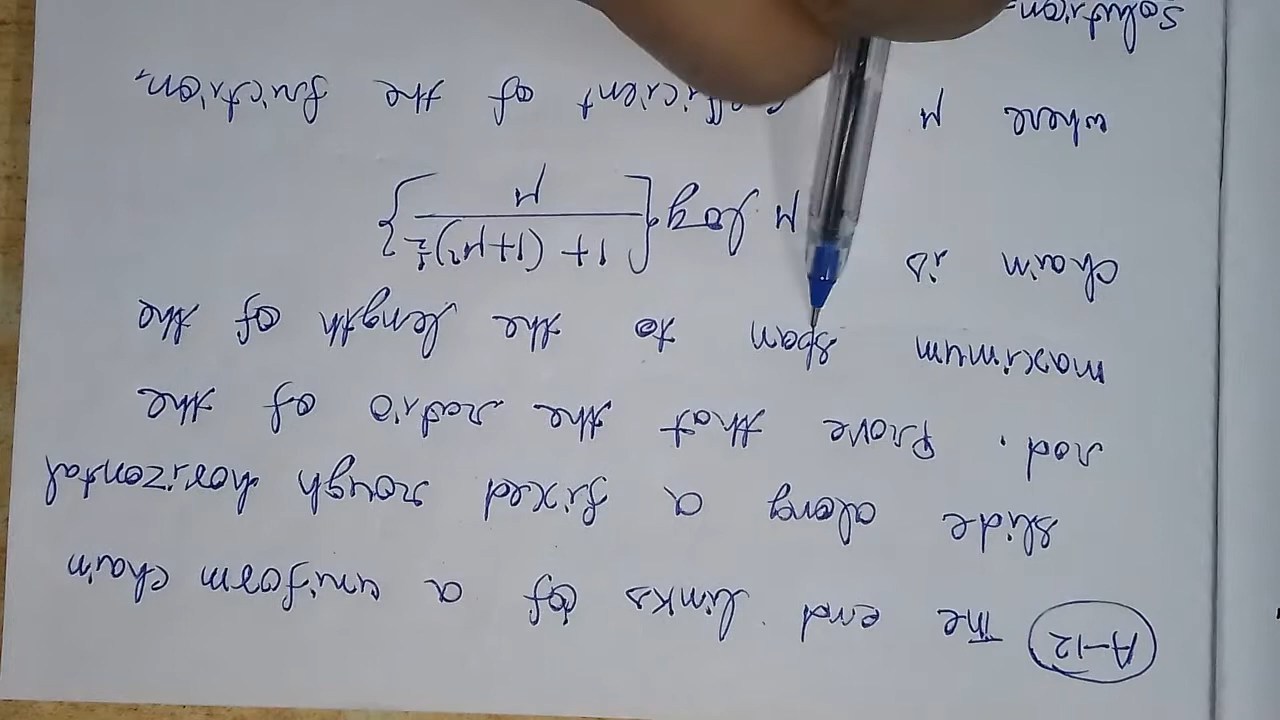 A-12 The end links of a uniform chain
slide along a fixed rough horizontal
rod. Prove that the ratio of the
maximum span to the length of the
chain is μ log { 1+(1+μ²)^½ / μ }
where μ coefficient of the friction.
Solution-